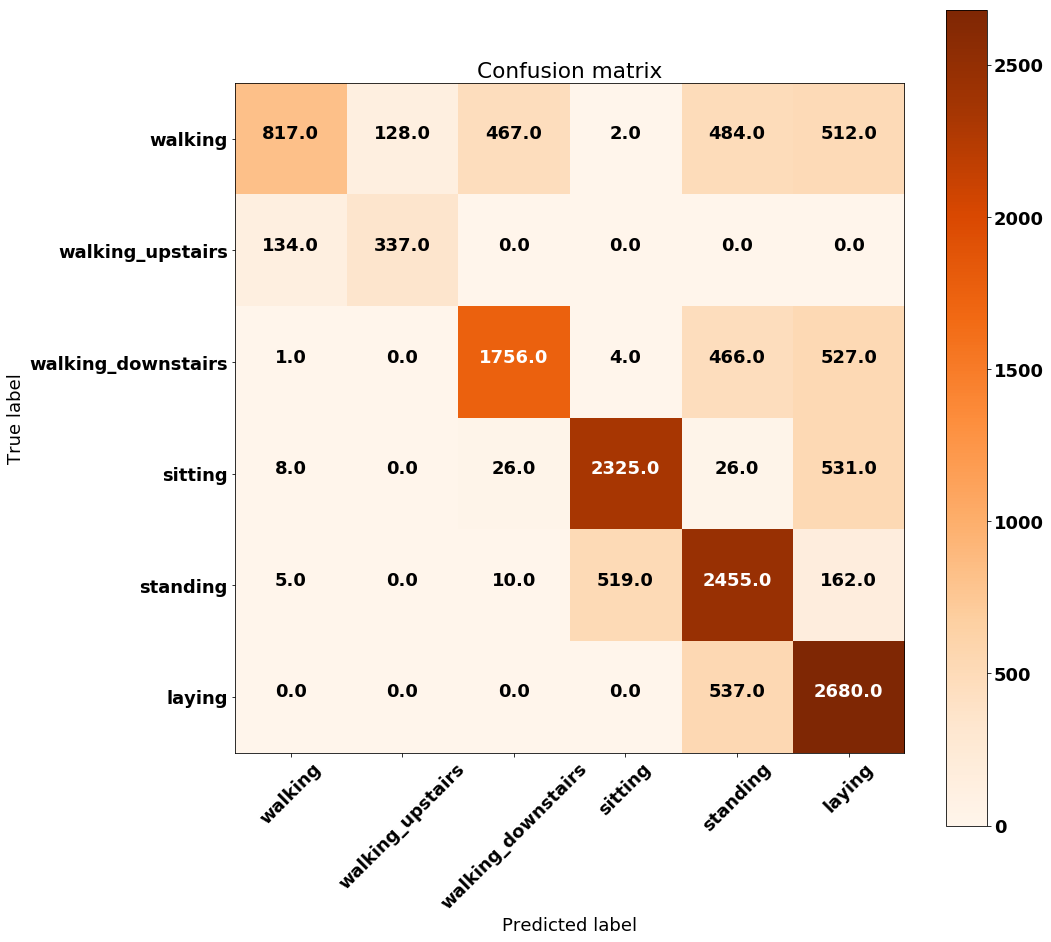 Confusion matrix
True label
walking 817.0 128.0 467.0 2.0 484.0 512.0
walking_upstairs 134.0 337.0 0.0 0.0 0.0 0.0
walking_downstairs 1.0 0.0 1756.0 4.0 466.0 527.0
sitting 8.0 0.0 26.0 2325.0 26.0 531.0
standing 5.0 0.0 10.0 519.0 2455.0 162.0
laying 0.0 0.0 0.0 0.0 537.0 2680.0
walking walking_upstairs walking_downstairs sitting standing laying
Predicted label
2500
2000
1500
1000
500
0